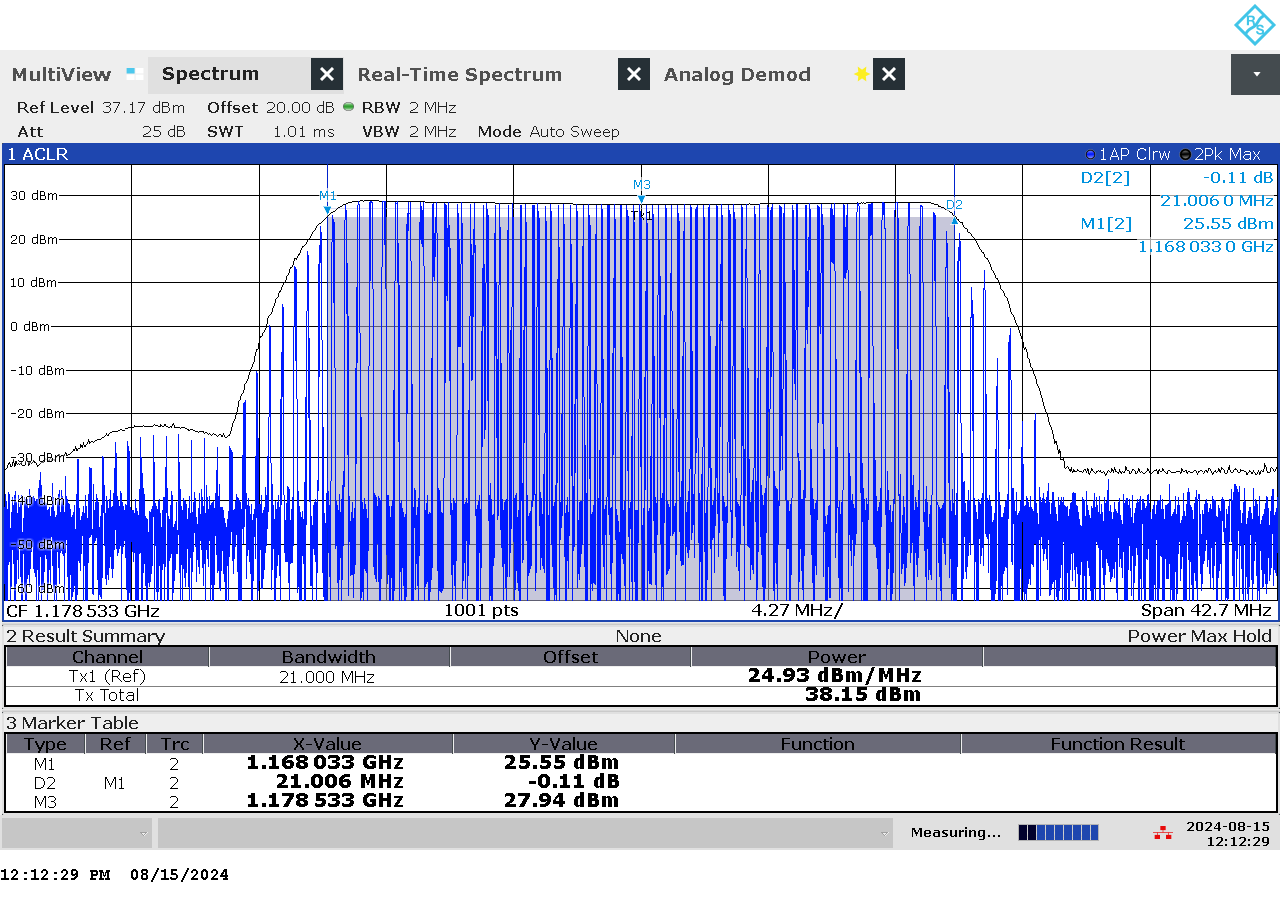 R&S
MultiView Spectrum Real-Time Spectrum Analog Demod
Ref Level 37.17 dBm Offset 20.00 dB RBW 2 MHz
Att 25 dB SWT 1.01 ms VBW 2 MHz Mode Auto Sweep
1 ACLR 1AP Clrw 2Pk Max
D2[2] -0.11 dB
21.006 0 MHz
M1[2] 25.55 dBm
1.168 033 0 GHz
M1
M3
D2
Tx1
30 dBm
20 dBm
10 dBm
0 dBm
-10 dBm
-20 dBm
-30 dBm
-40 dBm
-50 dBm
-60 dBm
CF 1.178 533 GHz 1001 pts 4.27 MHz/ Span 42.7 MHz
2 Result Summary None Power Max Hold
Channel Bandwidth Offset Power
Tx1 (Ref) 21.000 MHz 24.93 dBm/MHz
Tx Total 38.15 dBm
3 Marker Table
Type Ref Trc X-Value Y-Value Function Function Result
M1 2 1.168 033 GHz 25.55 dBm
D2 M1 2 21.006 MHz -0.11 dB
M3 2 1.178 533 GHz 27.94 dBm
Measuring... 2024-08-15
12:12:29
12:12:29 PM 08/15/2024